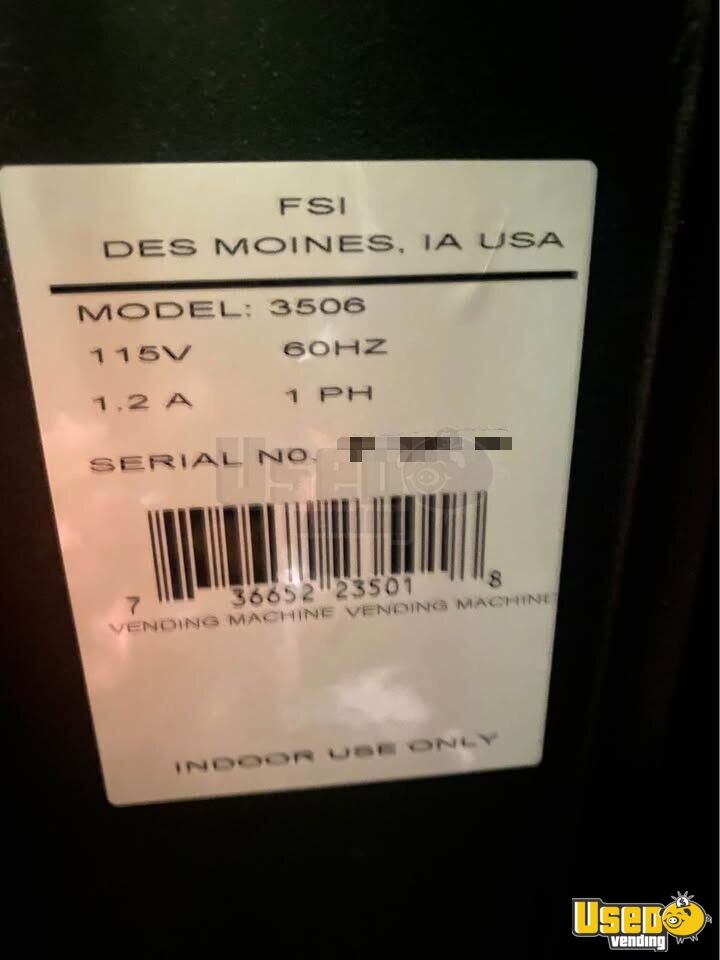 FSI
DES MOINES, IA USA
MODEL: 3506
115V 60HZ
1.2 A 1 PH
SERIAL NO.
7 36652 23501 8
VENDING MACHINE VENDING MACHINE
INDOOR USE ONLY
USED
vending
USED